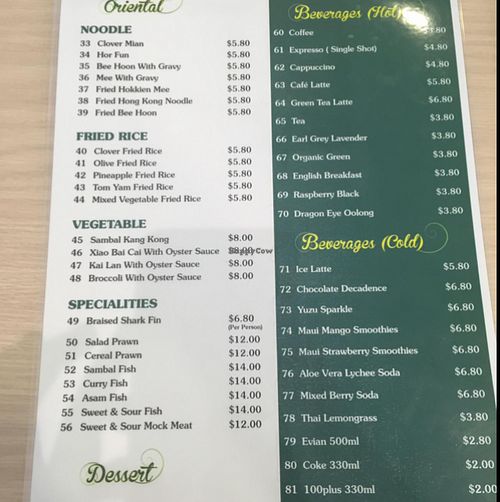 Oriental
NOODLE
33 Clover Mian $5.80
34 Hor Fun $5.80
35 Bee Hoon With Gravy $5.80
36 Mee With Gravy $5.80
37 Fried Hokkien Mee $5.80
38 Fried Hong Kong Noodle $5.80
39 Fried Bee Hoon $5.80
FRIED RICE
40 Clover Fried Rice $5.80
41 Olive Fried Rice $5.80
42 Pineapple Fried Rice $5.80
43 Tom Yam Fried Rice $5.80
44 Mixed Vegetable Fried Rice $5.80
VEGETABLE
45 Sambal Kang Kong $8.00
46 Xiao Bai Cai With Oyster Sauce $8.00
HappyCow
47 Kai Lan With Oyster Sauce $8.00
48 Broccoli With Oyster Sauce $8.00
SPECIALITIES
49 Braised Shark Fin $6.80
(Per Person)
50 Salad Prawn $12.00
51 Cereal Prawn $12.00
52 Sambal Fish $14.00
53 Curry Fish $14.00
54 Asam Fish $14.00
55 Sweet & Sour Fish $14.00
56 Sweet & Sour Mock Meat $12.00
Dessert
Beverages (Hot)
60 Coffee $3.80
61 Expresso ( Single Shot) $4.80
62 Cappucino $4.80
63 Café Latte $5.80
64 Green Tea Latte $6.80
65 Tea $3.80
66 Earl Grey Lavender $3.80
67 Organic Green $3.80
68 English Breakfast $3.80
69 Raspberry Black $3.80
70 Dragon Eye Oolong $3.80
Beverages (Cold)
71 Ice Latte $5.80
72 Chocolate Decadence $6.80
73 Yuzu Sparkle $6.80
74 Maui Mango Smoothies $6.80
75 Maui Strawberry Smoothies $6.80
76 Aloe Vera Lychee Soda $6.80
77 Mixed Berry Soda $6.80
78 Thai Lemongrass $3.80
79 Evian 500ml $2.80
80 Coke 330ml $2.00
81 100plus 330ml $2.00